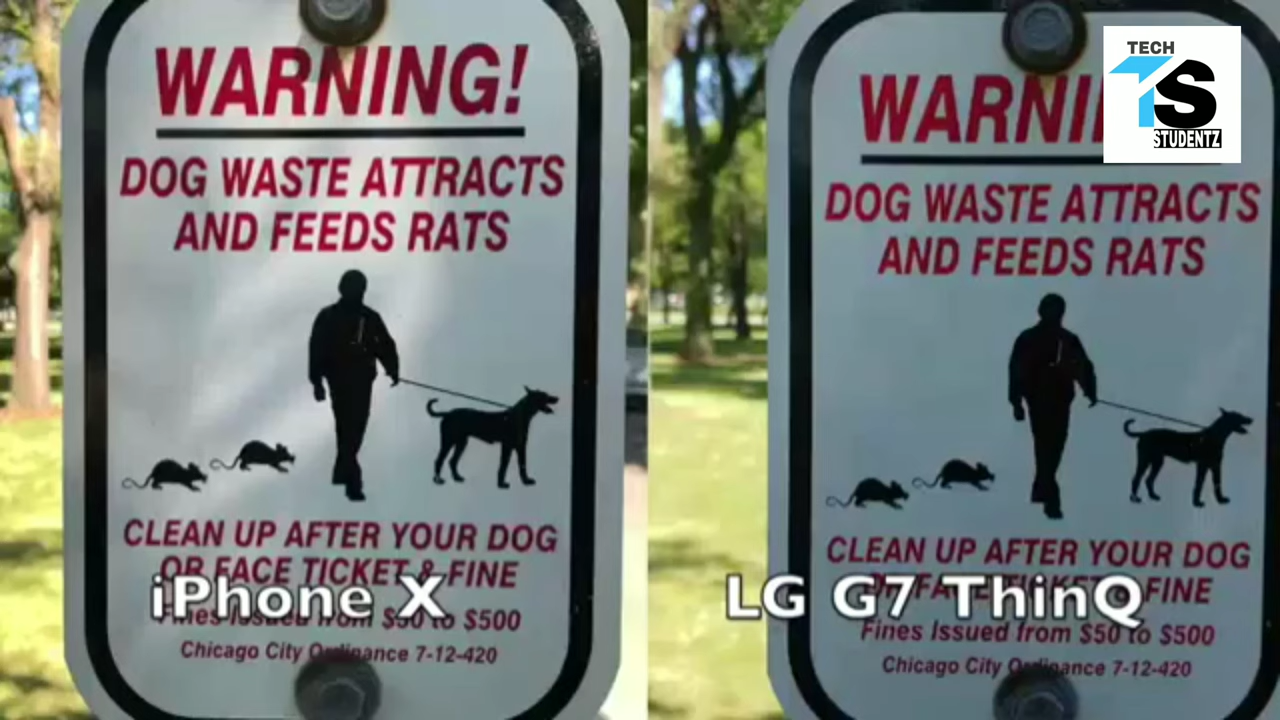 WARNING!
DOG WASTE ATTRACTS
AND FEEDS RATS
CLEAN UP AFTER YOUR DOG
OR FACE TICKET & FINE
iPhone X
Fines Issued from $50 to $500
Chicago City Ordinance 7-12-420
TECH
TS
STUDENTZ
WARNI
DOG WASTE ATTRACTS
AND FEEDS RATS
CLEAN UP AFTER YOUR DOG
OR FACE TICKET & FINE
LG G7 ThinQ
Fines Issued from $50 to $500
Chicago City Ordinance 7-12-420